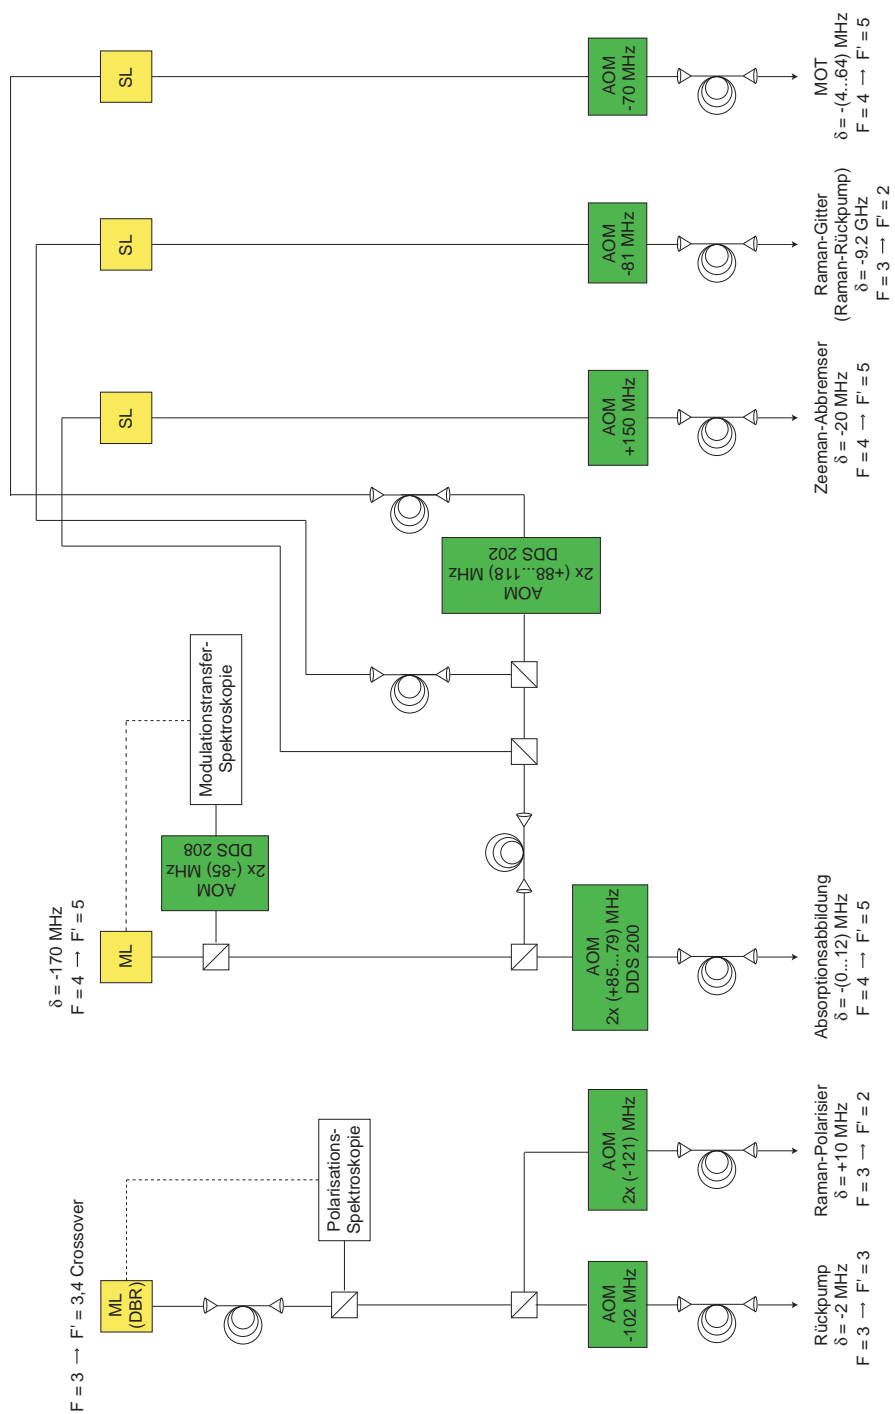 F = 3 → F' = 3,4 Crossover
ML
(DBR)
Polarisations-
Spektroskopie
AOM
-102 MHz
Rückpump
δ = -2 MHz
F = 3 → F' = 3
AOM
2x (-121) MHz
Raman-Polarisier
δ = +10 MHz
F = 3 → F' = 2
δ = -170 MHz
F = 4 → F' = 5
ML
AOM
2x (-85) MHz
DDS 208
Modulationstransfer-
Spektroskopie
AOM
2x (+85...79) MHz
DDS 200
Absorptionsabbildung
δ = -(0...12) MHz
F = 4 → F' = 5
AOM
2x (+88...118) MHz
DDS 202
SL
AOM
+150 MHz
Zeeman-Abbremser
δ = -20 MHz
F = 4 → F' = 5
SL
AOM
-81 MHz
Raman-Gitter
(Raman-Rückpump)
δ = -9.2 GHz
F = 3 → F' = 2
SL
AOM
-70 MHz
MOT
δ = -(4...64) MHz
F = 4 → F' = 5